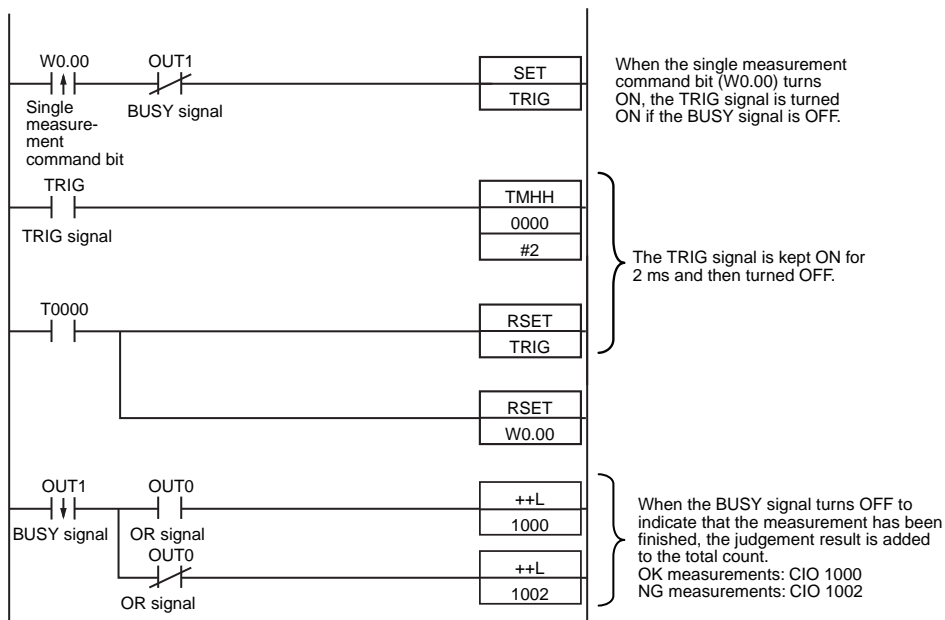 W0.00 OUT1
SET
TRIG
Single
measure-
ment
command bit
BUSY signal
When the single measurement
command bit (W0.00) turns
ON, the TRIG signal is turned
ON if the BUSY signal is OFF.
TRIG
TRIG signal
TMHH
0000
#2
The TRIG signal is kept ON for
2 ms and then turned OFF.
T0000
RSET
TRIG
RSET
W0.00
OUT1 OUT0
BUSY signal OR signal
++L
1000
OUT0
OR signal
++L
1002
When the BUSY signal turns OFF to
indicate that the measurement has been
finished, the judgement result is added
to the total count.
OK measurements: CIO 1000
NG measurements: CIO 1002